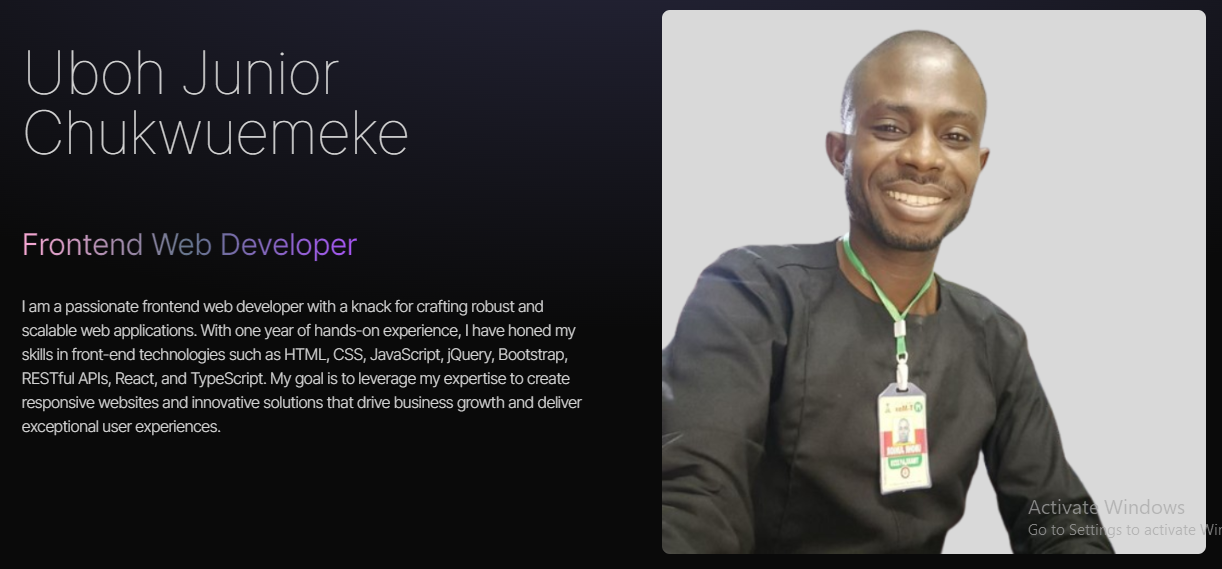 Uboh Junior
Chukwuemeke
Frontend Web Developer
I am a passionate frontend web developer with a knack for crafting robust and
scalable web applications. With one year of hands-on experience, I have honed my
skills in front-end technologies such as HTML, CSS, JavaScript, jQuery, Bootstrap,
RESTful APIs, React, and TypeScript. My goal is to leverage my expertise to create
responsive websites and innovative solutions that drive business growth and deliver
exceptional user experiences.
Activate Windows
Go to Settings to activate